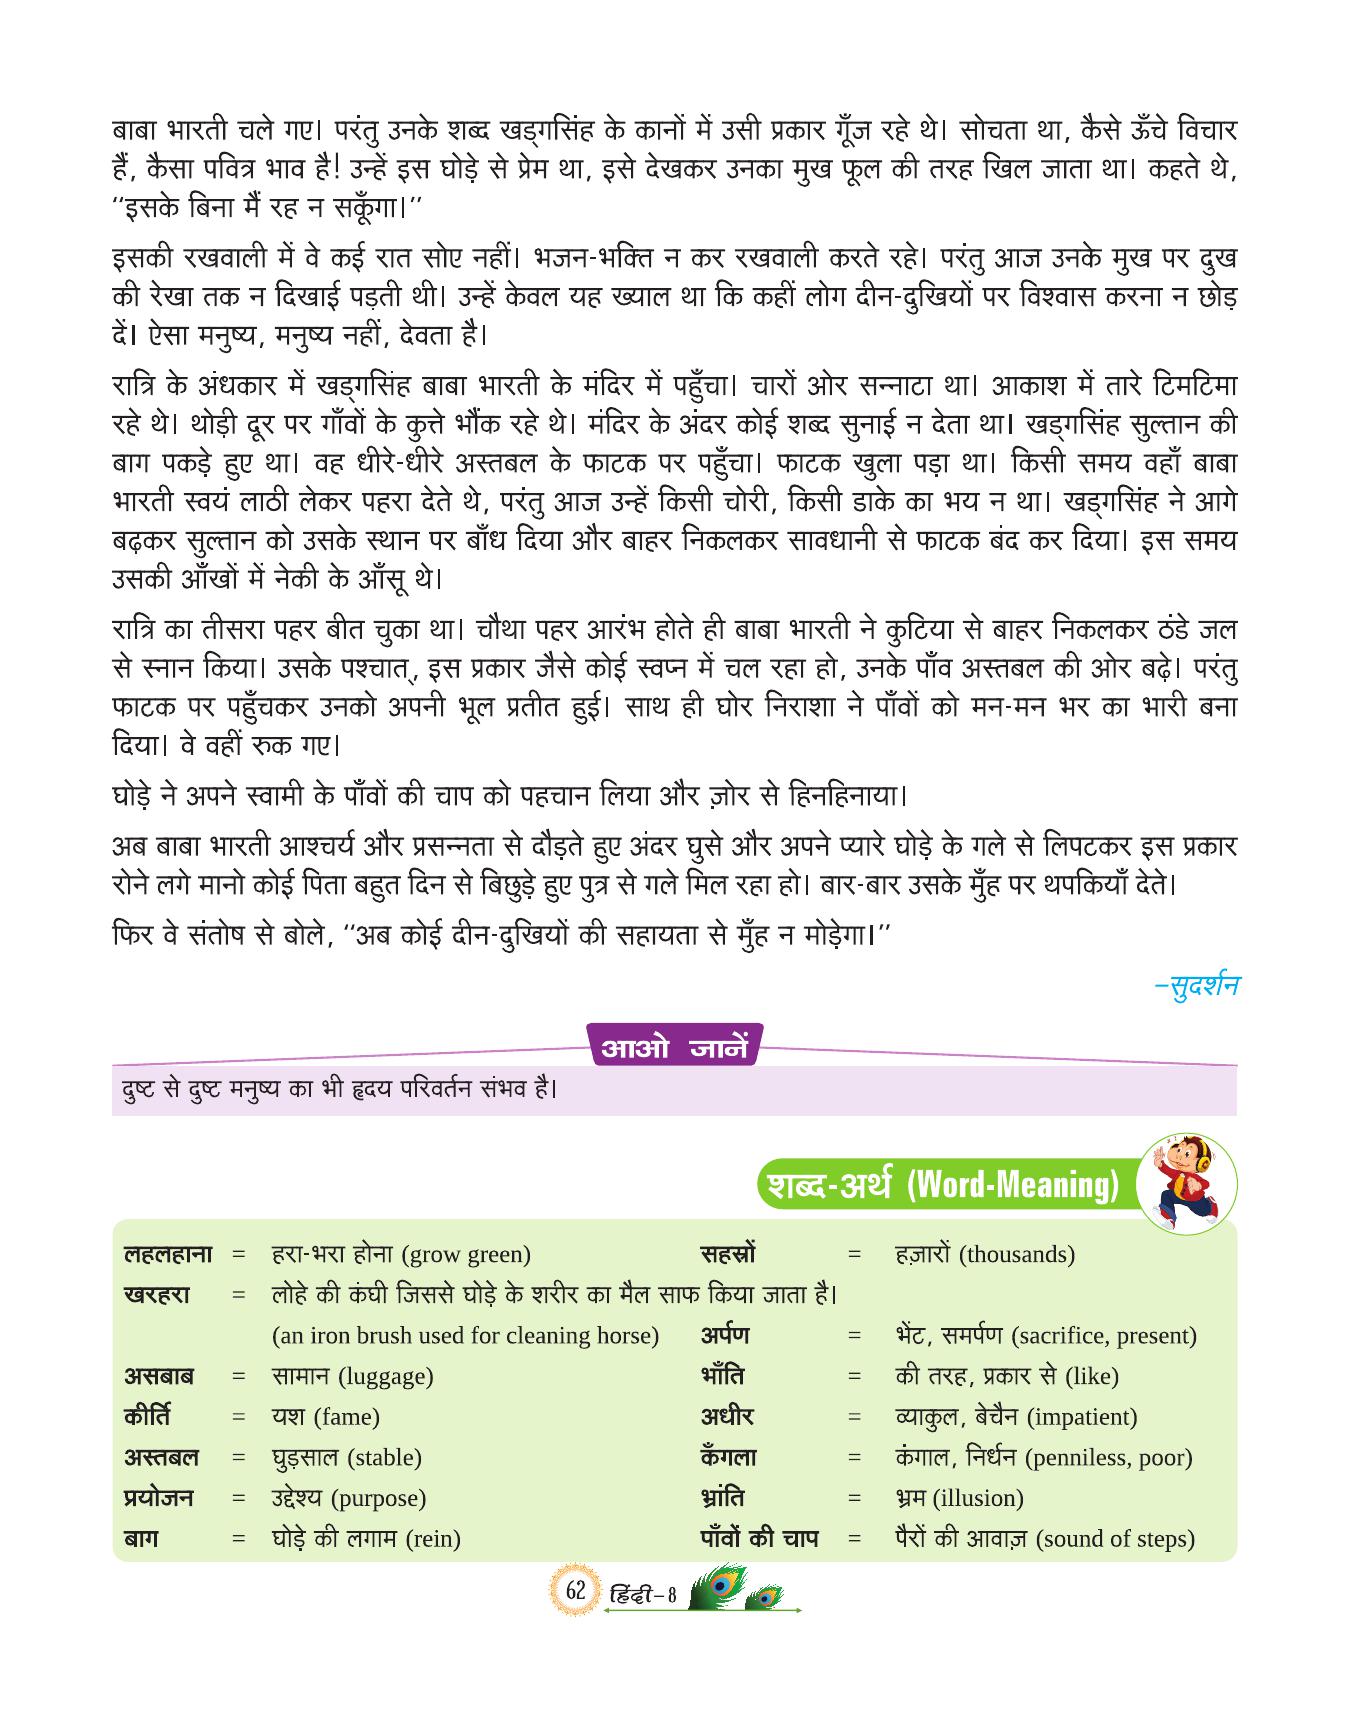 बाबा भारती चले गए। परंतु उनके शब्द खड्गसिंह के कानों में उसी प्रकार गूँज रहे थे। सोचता था, कैसे ऊँचे विचार
हैं, कैसा पवित्र भाव है! उन्हें इस घोड़े से प्रेम था, इसे देखकर उनका मुख फूल की तरह खिल जाता था। कहते थे,
‘‘इसके बिना मैं रह न सकूँगा।’’
इसकी रखवाली में वे कई रात सोए नहीं। भजन-भक्ति न कर रखवाली करते रहे। परंतु आज उनके मुख पर दुख
की रेखा तक न दिखाई पड़ती थी। उन्हें केवल यह ख्याल था कि कहीं लोग दीन-दुखियों पर विश्वास करना न छोड़
दें। ऐसा मनुष्य, मनुष्य नहीं, देवता है।
रात्रि के अंधकार में खड्गसिंह बाबा भारती के मंदिर में पहुँचा। चारों ओर सन्नाटा था। आकाश में तारे टिमटिमा
रहे थे। थोड़ी दूर पर गाँवों के कुत्ते भौंक रहे थे। मंदिर के अंदर कोई शब्द सुनाई न देता था। खड्गसिंह सुल्तान की
बाग पकड़े हुए था। वह धीरे-धीरे अस्तबल के फाटक पर पहुँचा। फाटक खुला पड़ा था। किसी समय वहाँ बाबा
भारती स्वयं लाठी लेकर पहरा देते थे, परंतु आज उन्हें किसी चोरी, किसी डाके का भय न था। खड्गसिंह ने आगे
बढ़कर सुल्तान को उसके स्थान पर बाँध दिया और बाहर निकलकर सावधानी से फाटक बंद कर दिया। इस समय
उसकी आँखों में नेकी के आँसू थे।
रात्रि का तीसरा पहर बीत चुका था। चौथा पहर आरंभ होते ही बाबा भारती ने कुटिया से बाहर निकलकर ठंडे जल
से स्नान किया। उसके पश्चात्, इस प्रकार जैसे कोई स्वप्न में चल रहा हो, उनके पाँव अस्तबल की ओर बढ़े। परंतु
फाटक पर पहुँचकर उनको अपनी भूल प्रतीत हुई। साथ ही घोर निराशा ने पाँवों को मन-मन भर का भारी बना
दिया। वे वहीं रुक गए।
घोड़े ने अपने स्वामी के पाँवों की चाप को पहचान लिया और ज़ोर से हिनहिनाया।
अब बाबा भारती आश्चर्य और प्रसन्नता से दौड़ते हुए अंदर घुसे और अपने प्यारे घोड़े के गले से लिपटकर इस प्रकार
रोने लगे मानो कोई पिता बहुत दिन से बिछुड़े हुए पुत्र से गले मिल रहा हो। बार-बार उसके मुँह पर थपकियाँ देते।
फिर वे संतोष से बोले, ‘‘अब कोई दीन-दुखियों की सहायता से मुँह न मोड़ेगा।’’
–सुदर्शन
आओ जानें
दुष्ट से दुष्ट मनुष्य का भी हृदय परिवर्तन संभव है।
शब्द-अर्थ (Word-Meaning)
लहलहाना = हरा-भरा होना (grow green) सहस्रों = हज़ारों (thousands)
खरहरा = लोहे की कंघी जिससे घोड़े के शरीर का मैल साफ किया जाता है।
(an iron brush used for cleaning horse) अर्पण = भेंट, समर्पण (sacrifice, present)
असबाब = सामान (luggage) भाँति = की तरह, प्रकार से (like)
कीर्ति = यश (fame) अधीर = व्याकुल, बेचैन (impatient)
अस्तबल = घुड़साल (stable) कँगला = कंगाल, निर्धन (penniless, poor)
प्रयोजन = उद्देश्य (purpose) भ्रांति = भ्रम (illusion)
बाग = घोड़े की लगाम (rein) पाँवों की चाप = पैरों की आवाज़ (sound of steps)
62 हिंदी–8